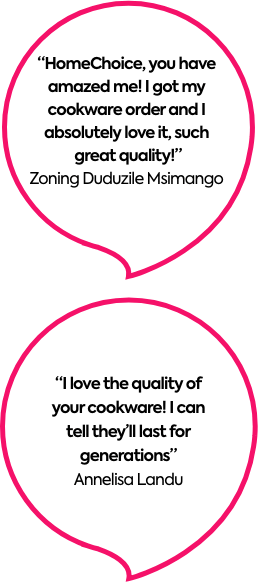 “HomeChoice, you have
amazed me! I got my
cookware order and I
absolutely love it, such
great quality!”
Zoning Duduzile Msimango
“I love the quality of
your cookware! I can
tell they’ll last for
generations”
Annelisa Landu